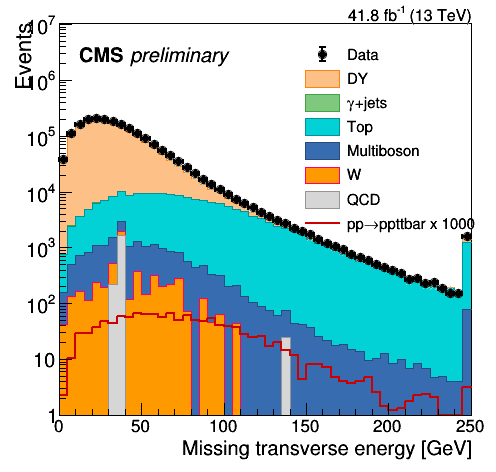 41.8 fb⁻¹ (13 TeV)
Events
10⁷
10⁶
10⁵
10⁴
10³
10²
10
1
CMS preliminary
Data
DY
γ+jets
Top
Multiboson
W
QCD
pp→ppttbar x 1000
0 50 100 150 200 250
Missing transverse energy [GeV]